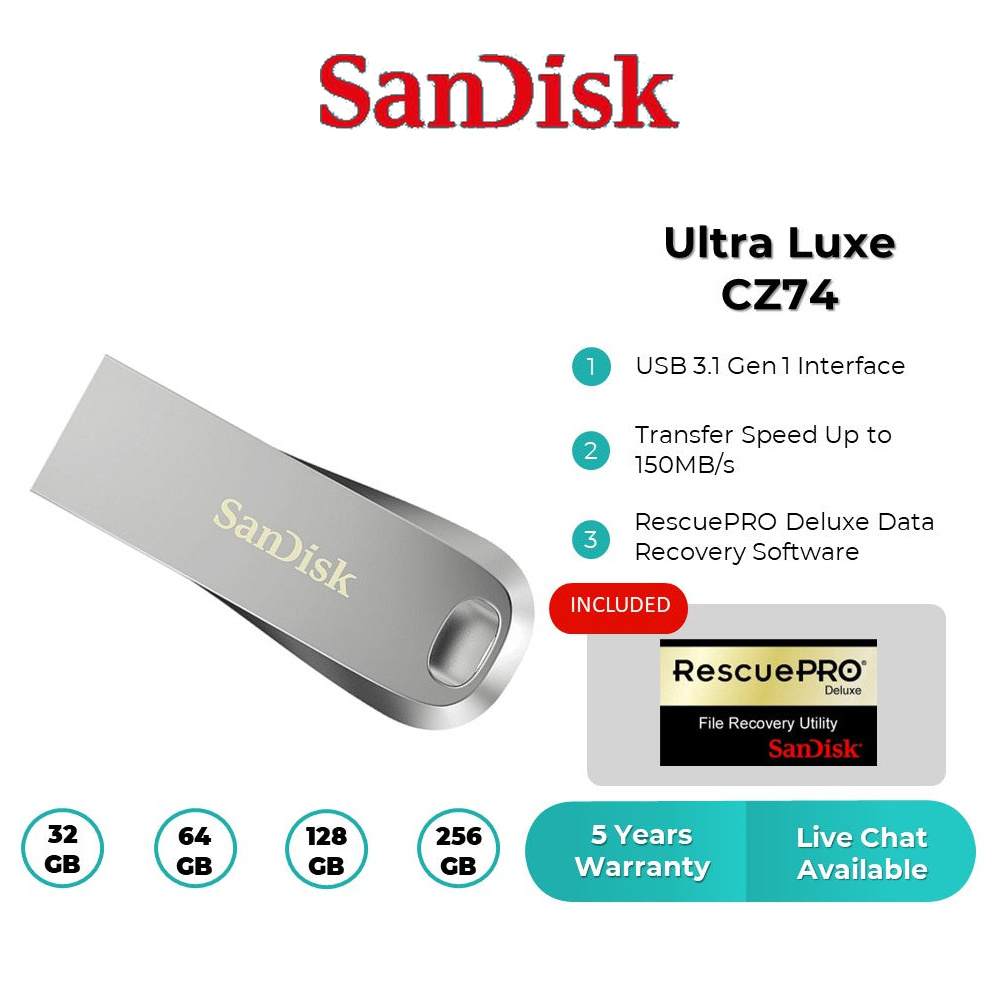 SanDisk
Ultra Luxe
CZ74
1 USB 3.1 Gen 1 Interface
2 Transfer Speed Up to
150MB/s
3 RescuePRO Deluxe Data
Recovery Software
SanDisk
INCLUDED
RescuePRO®
Deluxe
File Recovery Utility
SanDisk®
32
GB
64
GB
128
GB
256
GB
5 Years
Warranty
Live Chat
Available